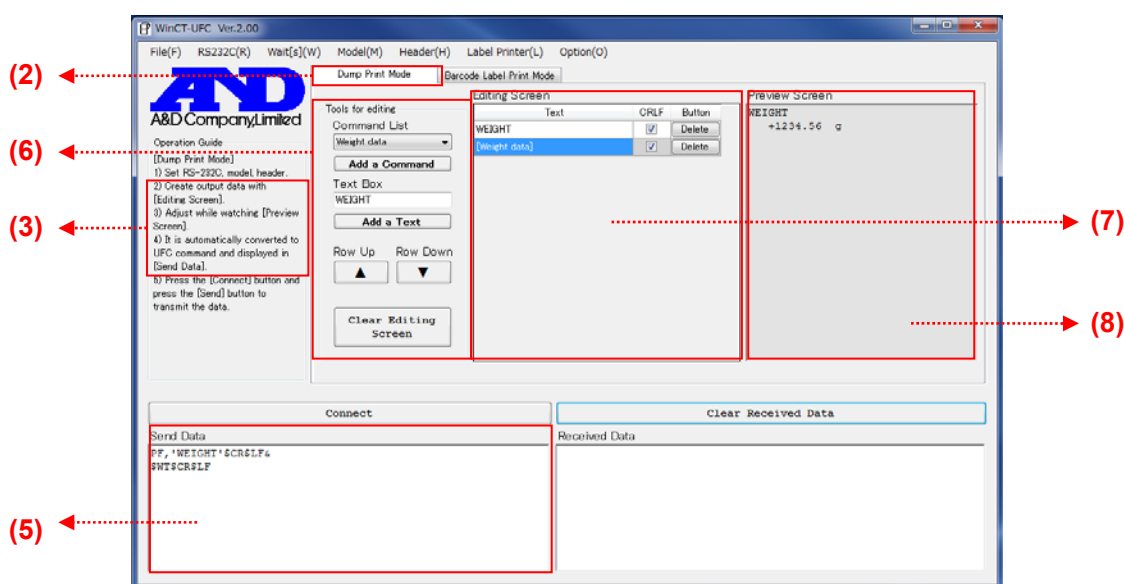 WinCT-UFC Ver.2.00
File(F) RS232C(R) Wait[s](W) Model(M) Header(H) Label Printer(L) Option(O)
(2)
Dump Print Mode Barcode Label Print Mode
AND
A&D Company,Limited
Operation Guide
[Dump Print Mode]
1) Set RS-232C, model, header.
2) Create output data with
[Editing Screen].
3) Adjust while watching [Preview
Screen].
4) It is automatically converted to
UFC command and displayed in
[Send Data].
5) Press the [Connect] button and
press the [Send] button to
transmit the data.
(6)
(3)
Tools for editing
Command List
Weight data
Add a Command
Text Box
WEIGHT
Add a Text
Row Up Row Down
▲ ▼
Clear Editing
Screen
Editing Screen
Text CRLF Button
WEIGHT Delete
[Weight data] Delete
(7)
Preview Screen
WEIGHT
+1234.56 g
(8)
Connect Clear Received Data
Send Data
PF,'WEIGHT'$CR$LF&
$WT$CR$LF
(5)
Received Data